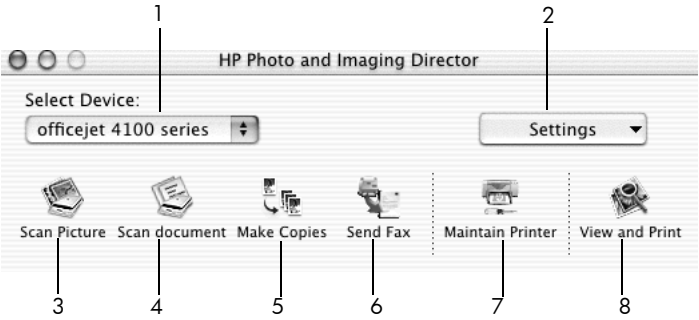 1 2
HP Photo and Imaging Director
Select Device:
officejet 4100 series Settings
Scan Picture Scan document Make Copies Send Fax Maintain Printer View and Print
3 4 5 6 7 8